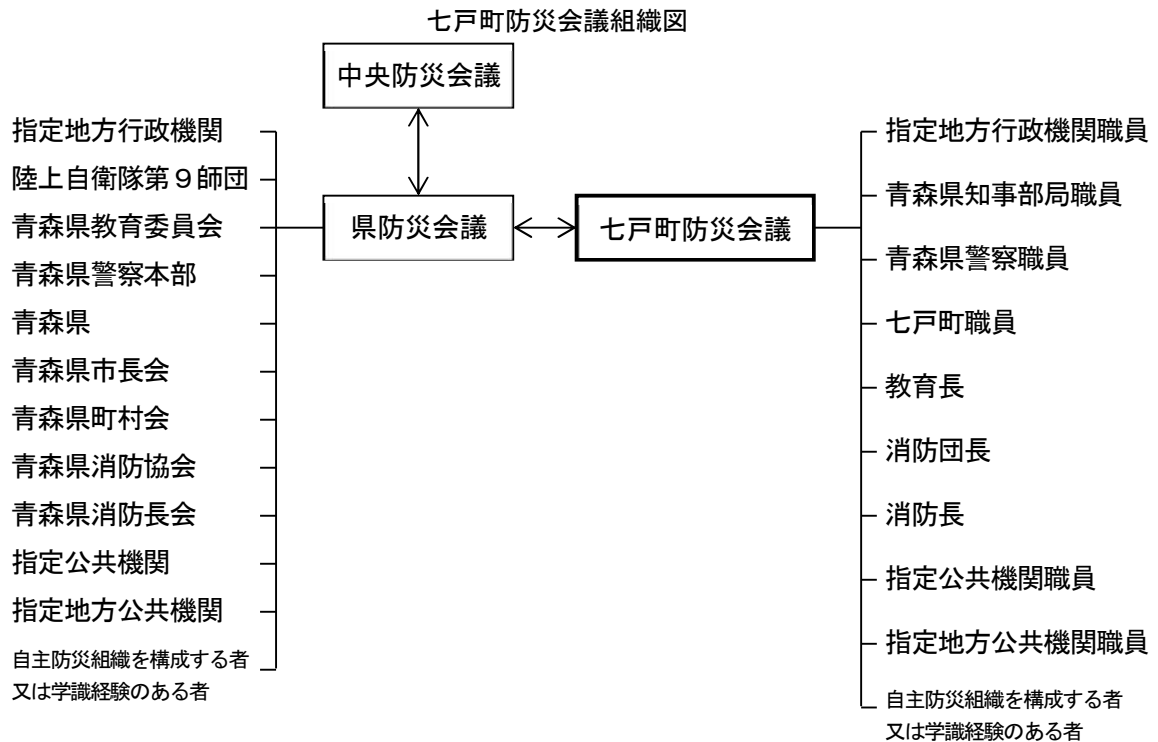 七戸町防災会議組織図
中央防災会議
指定地方行政機関
陸上自衛隊第９師団
青森県教育委員会
青森県警察本部
青森県
青森県市長会
青森県町村会
青森県消防協会
青森県消防長会
指定公共機関
指定地方公共機関
自主防災組織を構成する者
又は学識経験のある者
県防災会議
七戸町防災会議
指定地方行政機関職員
青森県知事部局職員
青森県警察職員
七戸町職員
教育長
消防団長
消防長
指定公共機関職員
指定地方公共機関職員
自主防災組織を構成する者
又は学識経験のある者